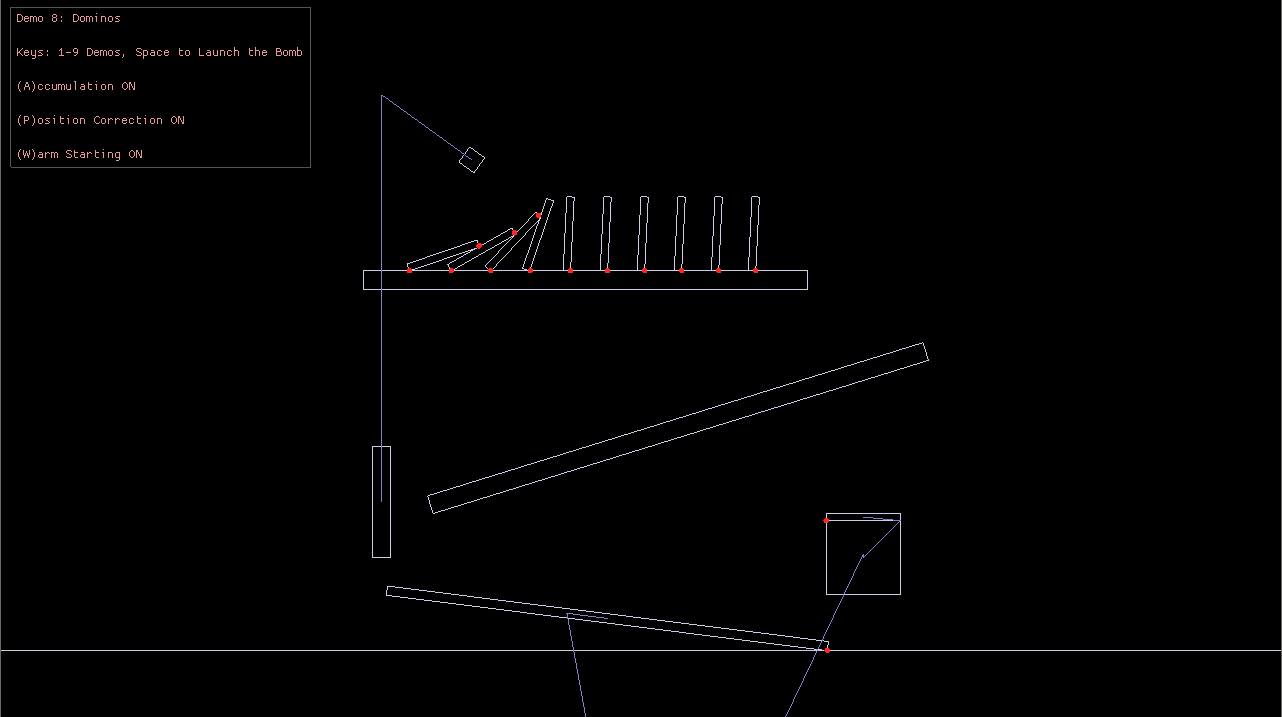 Demo 8: Dominos
Keys: 1-9 Demos, Space to Launch the Bomb
(A)ccumulation ON
(P)osition Correction ON
(W)arm Starting ON